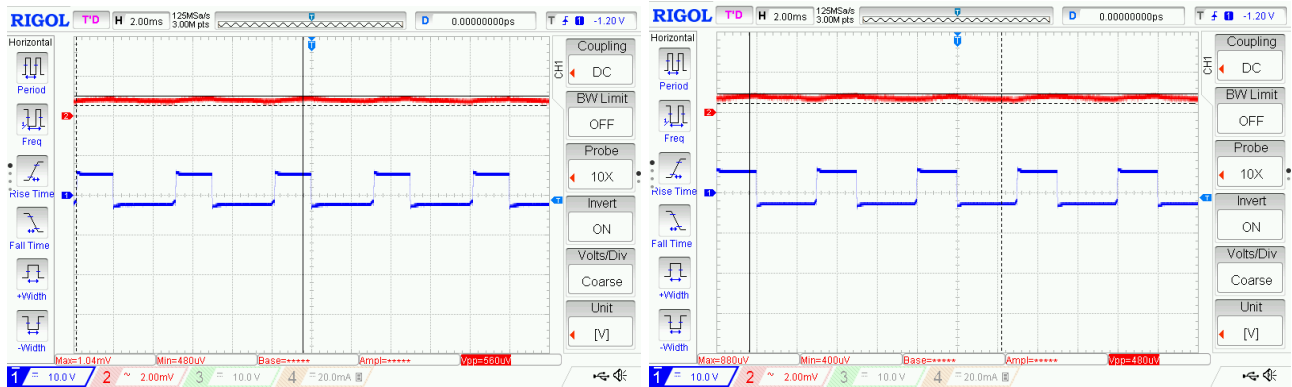 RIGOL T'D H 2.00ms 125MSa/s 3.00M pts T D 0.00000000ps T 1 -1.20 V
Horizontal
Period
Freq
Rise Time
Fall Time
+Width
-Width
T
2
1
T
CH1
Coupling
DC
BW Limit
OFF
Probe
10X
Invert
ON
Volts/Div
Coarse
Unit
[V]
Max=1.04mV Min=480uV Base=***** Ampl=***** Vpp=560uV
1 = 10.0 V 2 ~ 2.00mV 3 = 10.0 V 4 = 20.0mA
RIGOL T'D H 2.00ms 125MSa/s 3.00M pts T D 0.00000000ps T 1 -1.20 V
Horizontal
Period
Freq
Rise Time
Fall Time
+Width
-Width
T
2
1
T
CH1
Coupling
DC
BW Limit
OFF
Probe
10X
Invert
ON
Volts/Div
Coarse
Unit
[V]
Max=880uV Min=400uV Base=***** Ampl=***** Vpp=480uV
1 = 10.0 V 2 ~ 2.00mV 3 = 10.0 V 4 = 20.0mA